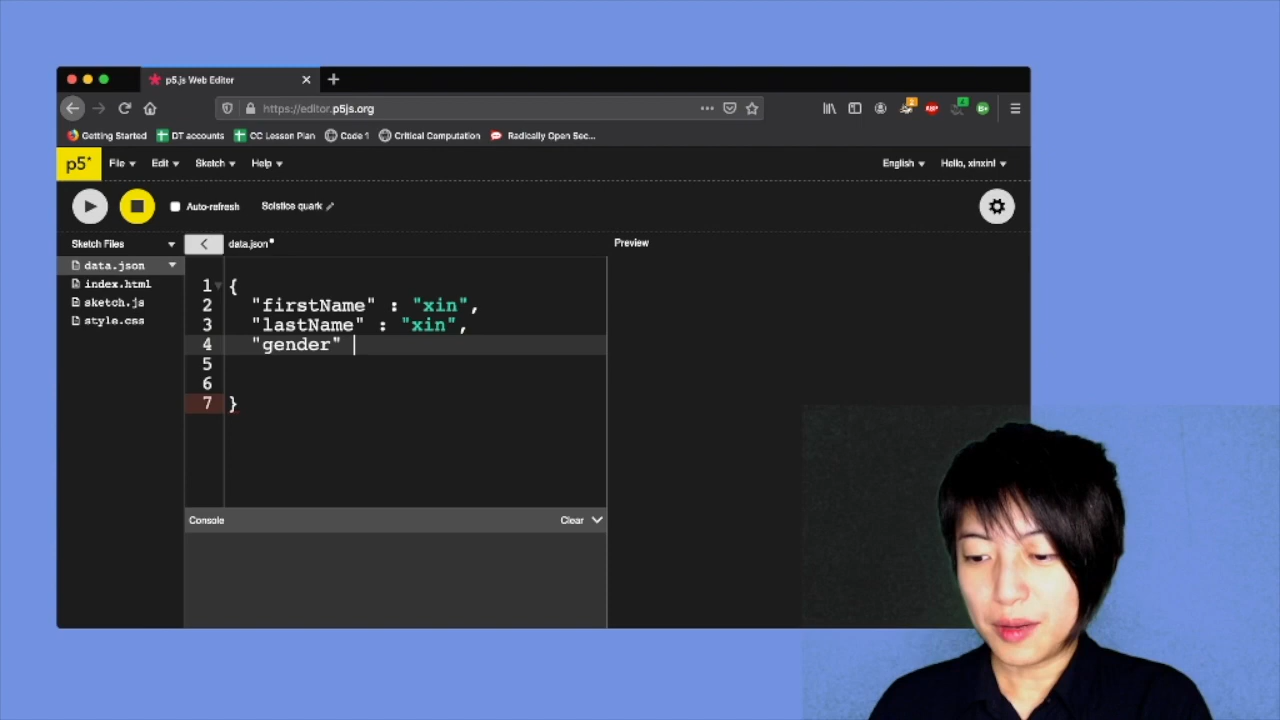 p5.js Web Editor
https://editor.p5js.org
Getting Started DT accounts CC Lesson Plan Code 1 Critical Computation Radically Open Sec...
p5* File Edit Sketch Help English Hello, xinxin!
Auto-refresh Solstice quark
Sketch Files data.json Preview
data.json
index.html
sketch.js
style.css
1 {
2 "firstName" : "xin",
3 "lastName" : "xin",
4 "gender"
5
6
7 }
Console Clear